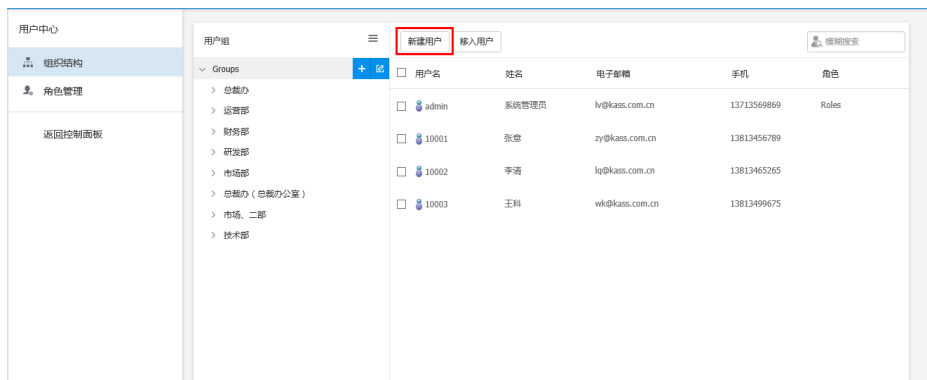 用户中心
组织结构
角色管理
返回控制面板
用户组
Groups
总裁办
运营部
财务部
研发部
市场部
总裁办（总裁办公室）
市场、二部
技术部
新建用户 移入用户 模糊搜索
用户名 姓名 电子邮箱 手机 角色
admin 系统管理员 lv@kass.com.cn 13713569869 Roles
10001 张意 zy@kass.com.cn 13813456789
10002 李清 lq@kass.com.cn 13813465265
10003 王科 wk@kass.com.cn 13813499675